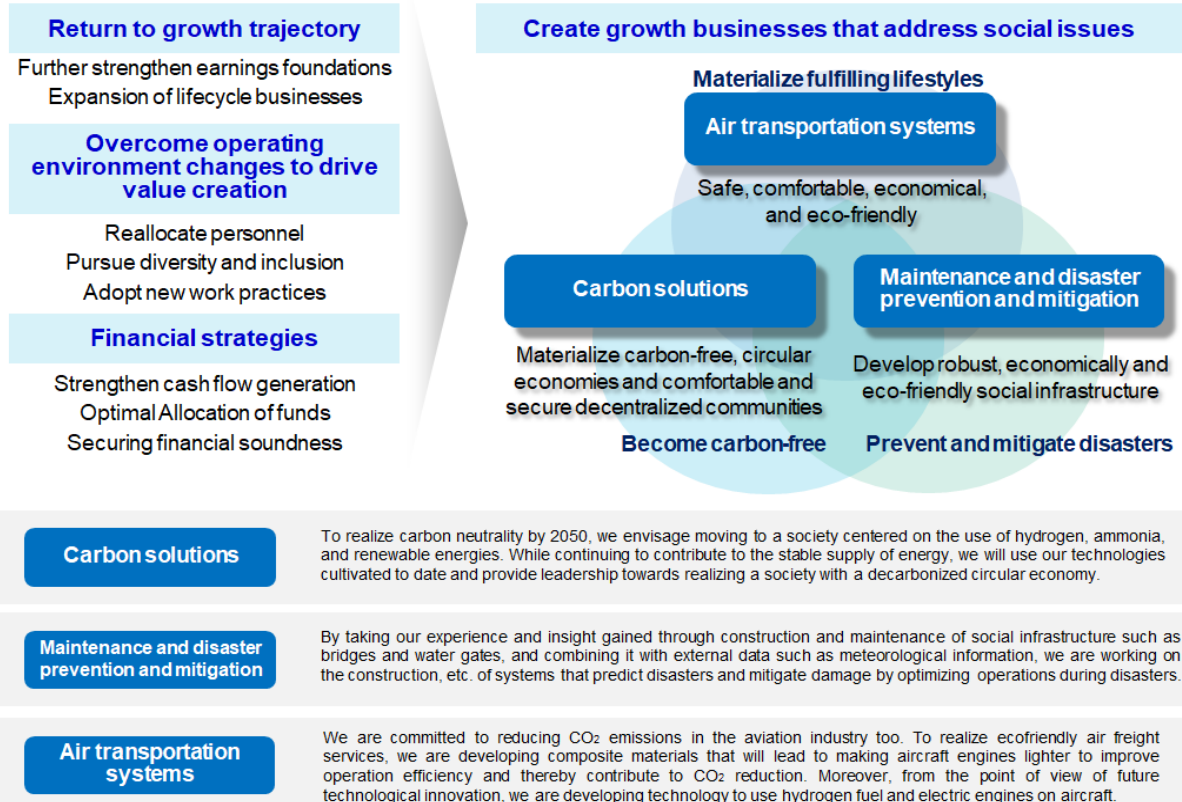 Return to growth trajectory
Further strengthen earnings foundations
Expansion of lifecycle businesses
Overcome operating
environment changes to drive
value creation
Reallocate personnel
Pursue diversity and inclusion
Adopt new work practices
Financial strategies
Strengthen cash flow generation
Optimal Allocation of funds
Securing financial soundness
Create growth businesses that address social issues
Materialize fulfilling lifestyles
Air transportation systems
Safe, comfortable, economical,
and eco-friendly
Carbon solutions
Materialize carbon-free, circular
economies and comfortable and
secure decentralized communities
Become carbon-free
Maintenance and disaster
prevention and mitigation
Develop robust, economically and
eco-friendly social infrastructure
Prevent and mitigate disasters
Carbon solutions
To realize carbon neutrality by 2050, we envisage moving to a society centered on the use of hydrogen, ammonia,
and renewable energies. While continuing to contribute to the stable supply of energy, we will use our technologies
cultivated to date and provide leadership towards realizing a society with a decarbonized circular economy.
Maintenance and disaster
prevention and mitigation
By taking our experience and insight gained through construction and maintenance of social infrastructure such as
bridges and water gates, and combining it with external data such as meteorological information, we are working on
the construction, etc. of systems that predict disasters and mitigate damage by optimizing operations during disasters.
Air transportation
systems
We are committed to reducing CO₂ emissions in the aviation industry too. To realize ecofriendly air freight
services, we are developing composite materials that will lead to making aircraft engines lighter to improve
operation efficiency and thereby contribute to CO₂ reduction. Moreover, from the point of view of future
technological innovation, we are developing technology to use hydrogen fuel and electric engines on aircraft.